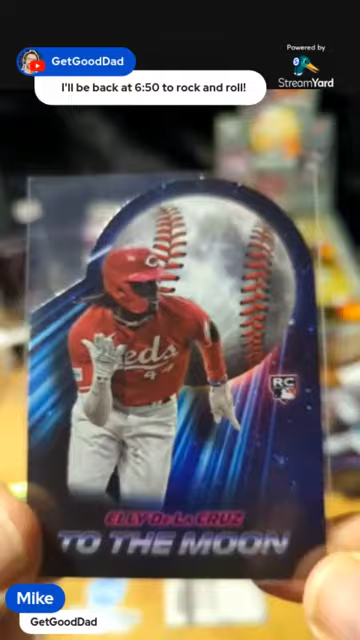 GetGoodDad
Powered by
StreamYard
I'll be back at 6:50 to rock and roll!
C
Reds
44
RC
ELLY De La CRUZ
TO THE MOON
Mike
GetGoodDad